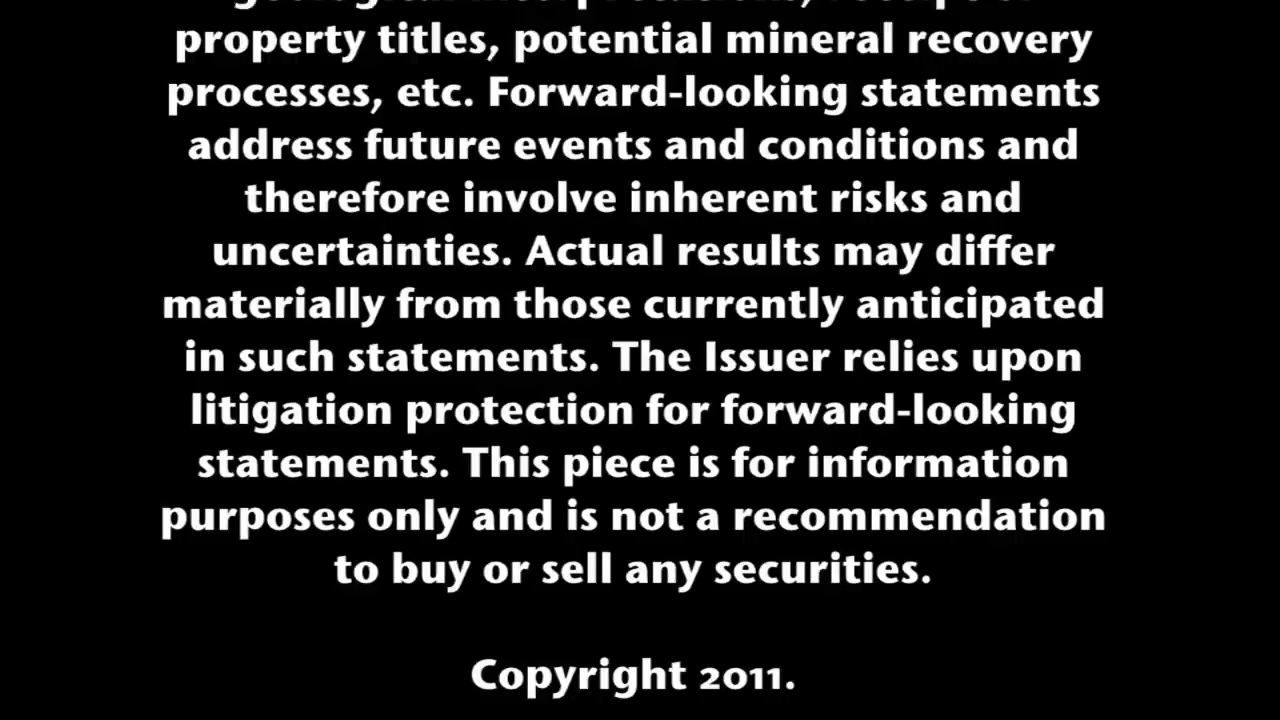 property titles, potential mineral recovery
processes, etc. Forward-looking statements
address future events and conditions and
therefore involve inherent risks and
uncertainties. Actual results may differ
materially from those currently anticipated
in such statements. The Issuer relies upon
litigation protection for forward-looking
statements. This piece is for information
purposes only and is not a recommendation
to buy or sell any securities.
Copyright 2011.